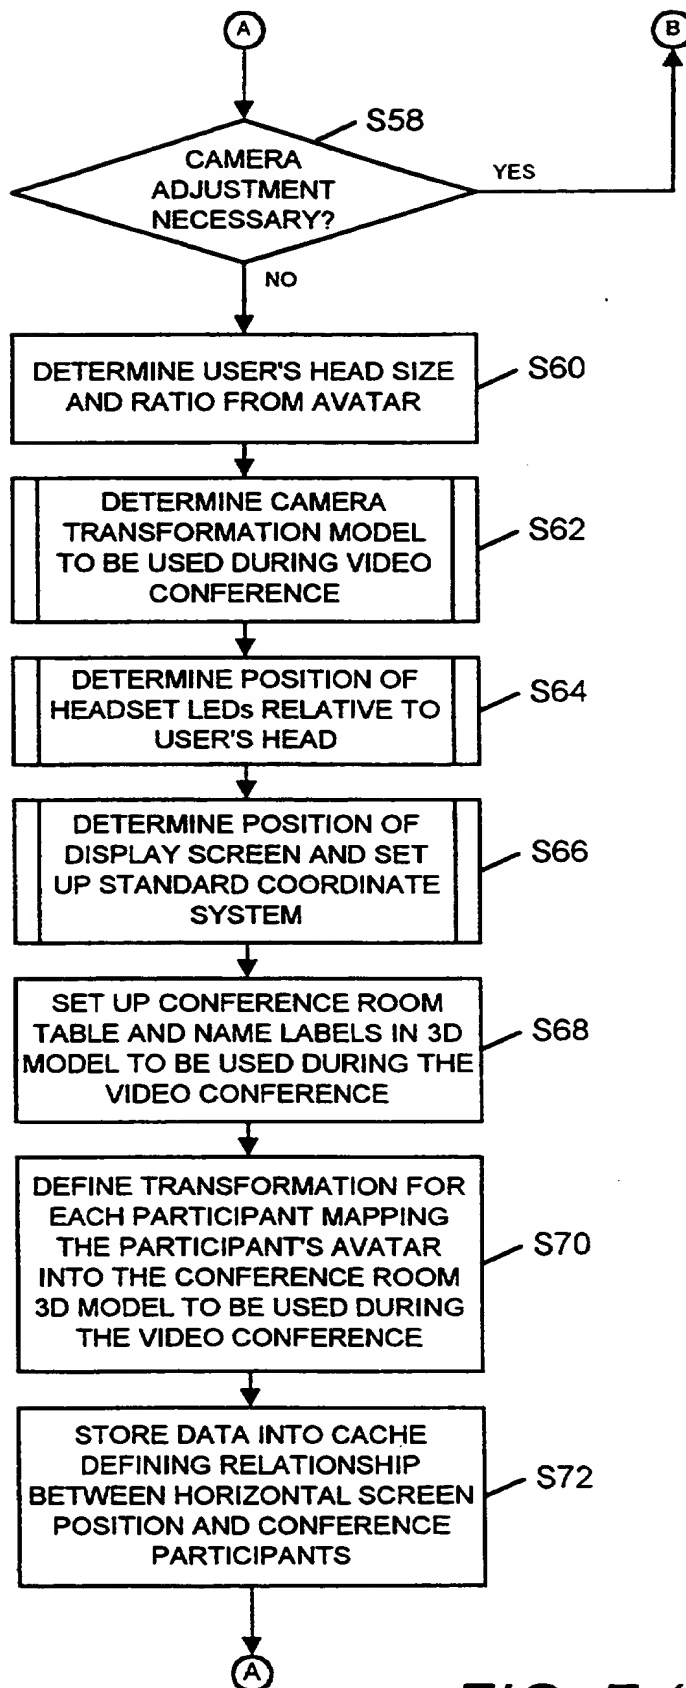 A
B
S58
CAMERA
ADJUSTMENT
NECESSARY?
YES
NO
DETERMINE USER'S HEAD SIZE
AND RATIO FROM AVATAR
S60
DETERMINE CAMERA
TRANSFORMATION MODEL
TO BE USED DURING VIDEO
CONFERENCE
S62
DETERMINE POSITION OF
HEADSET LEDs RELATIVE TO
USER'S HEAD
S64
DETERMINE POSITION OF
DISPLAY SCREEN AND SET
UP STANDARD COORDINATE
SYSTEM
S66
SET UP CONFERENCE ROOM
TABLE AND NAME LABELS IN 3D
MODEL TO BE USED DURING THE
VIDEO CONFERENCE
S68
DEFINE TRANSFORMATION FOR
EACH PARTICIPANT MAPPING
THE PARTICIPANT'S AVATAR
INTO THE CONFERENCE ROOM
3D MODEL TO BE USED DURING
THE VIDEO CONFERENCE
S70
STORE DATA INTO CACHE
DEFINING RELATIONSHIP
BETWEEN HORIZONTAL SCREEN
POSITION AND CONFERENCE
PARTICIPANTS
S72
A